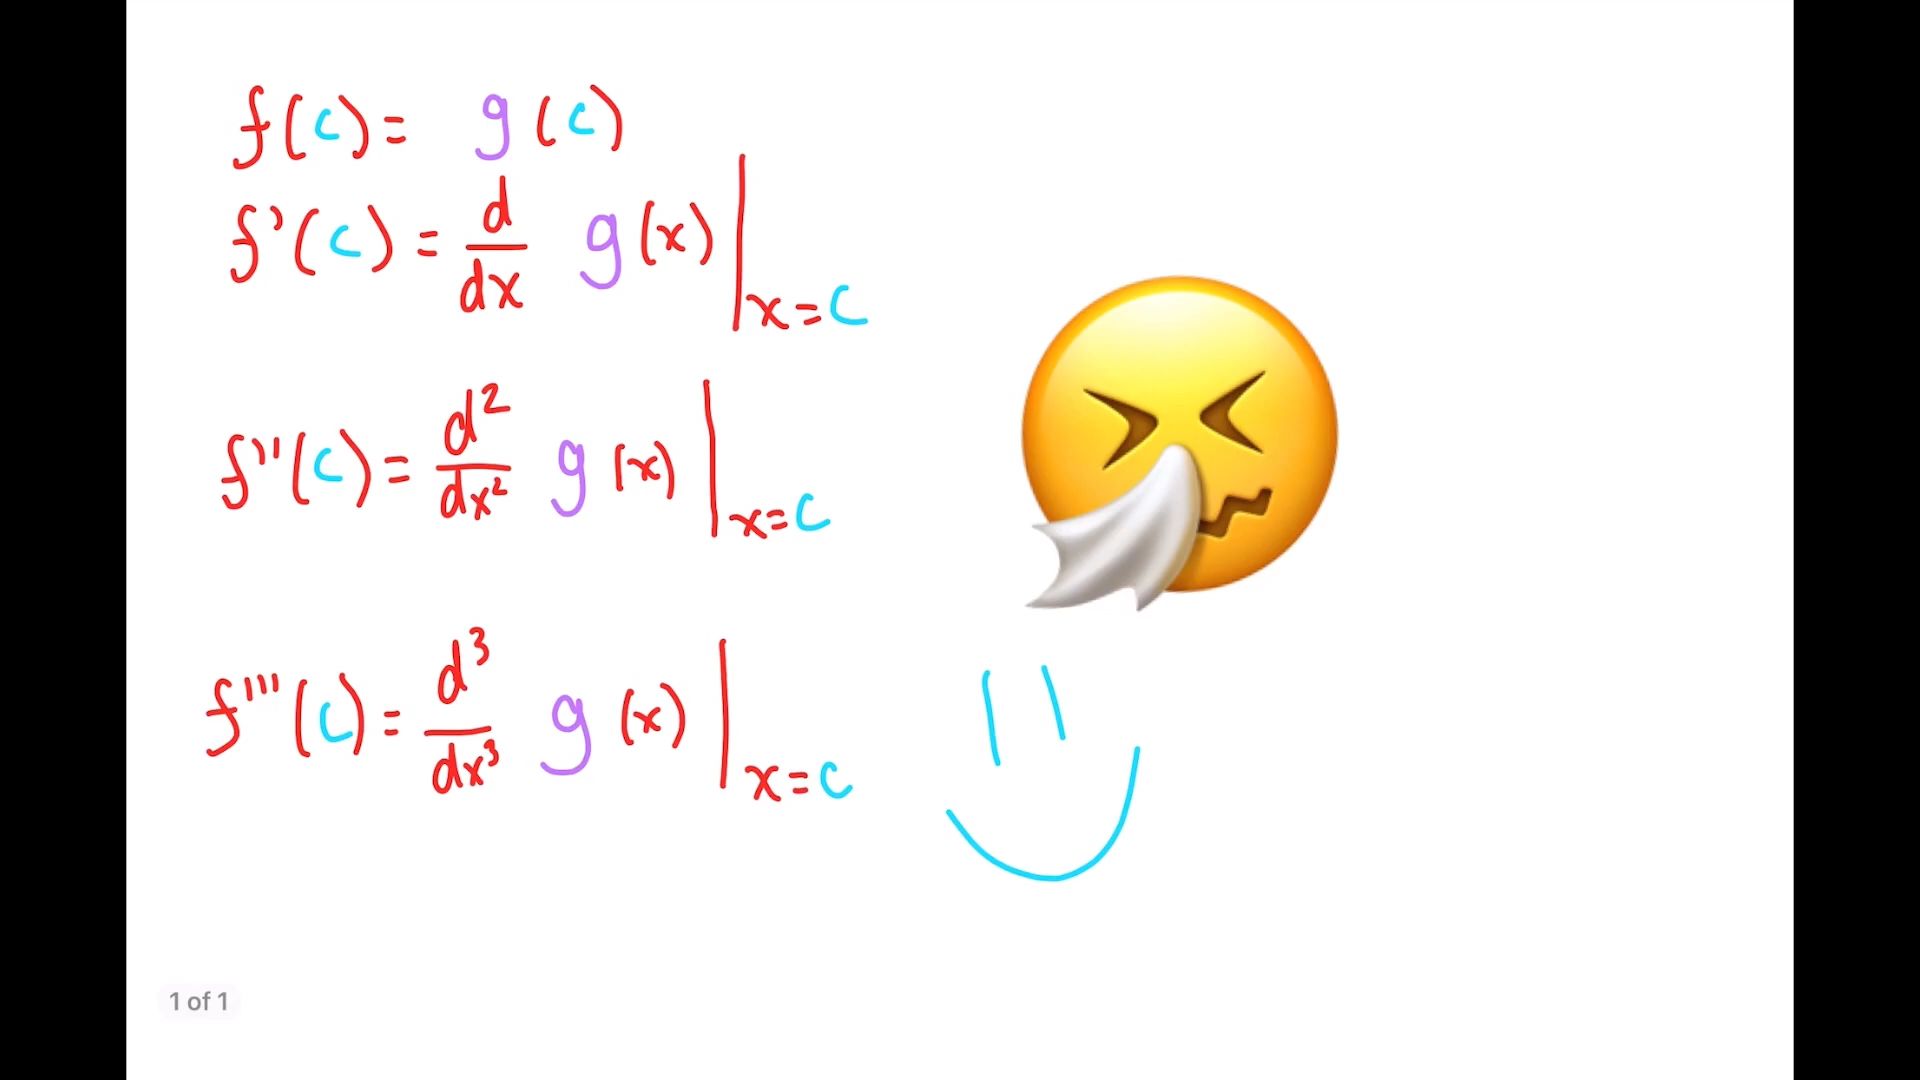 f(c) = g(c)
f'(c) = d/dx g(x) |x=c
f''(c) = d²/dx² g(x) |x=c
f'''(c) = d³/dx³ g(x) |x=c
1 of 1